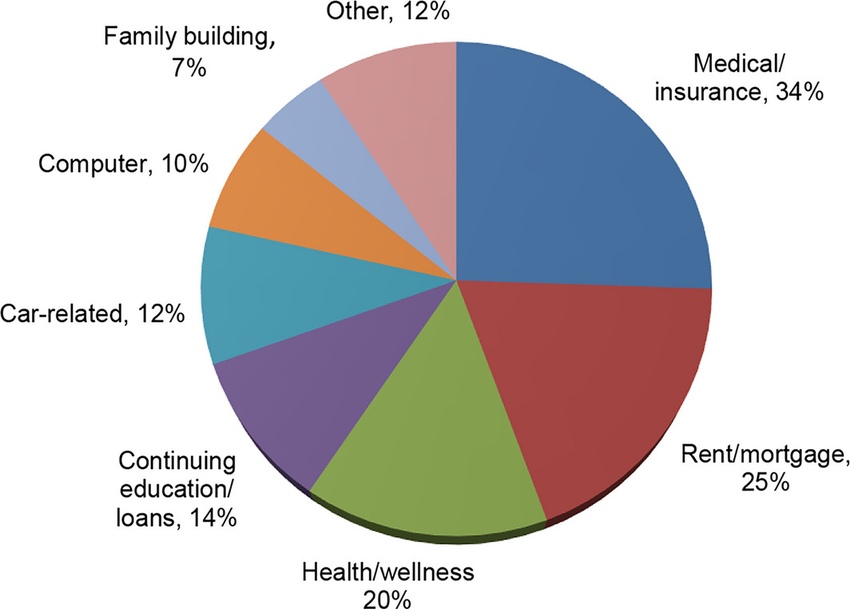 Other, 12%
Medical/
insurance, 34%
Rent/mortgage,
25%
Health/wellness
20%
Continuing
education/
loans, 14%
Car-related, 12%
Computer, 10%
Family building,
7%